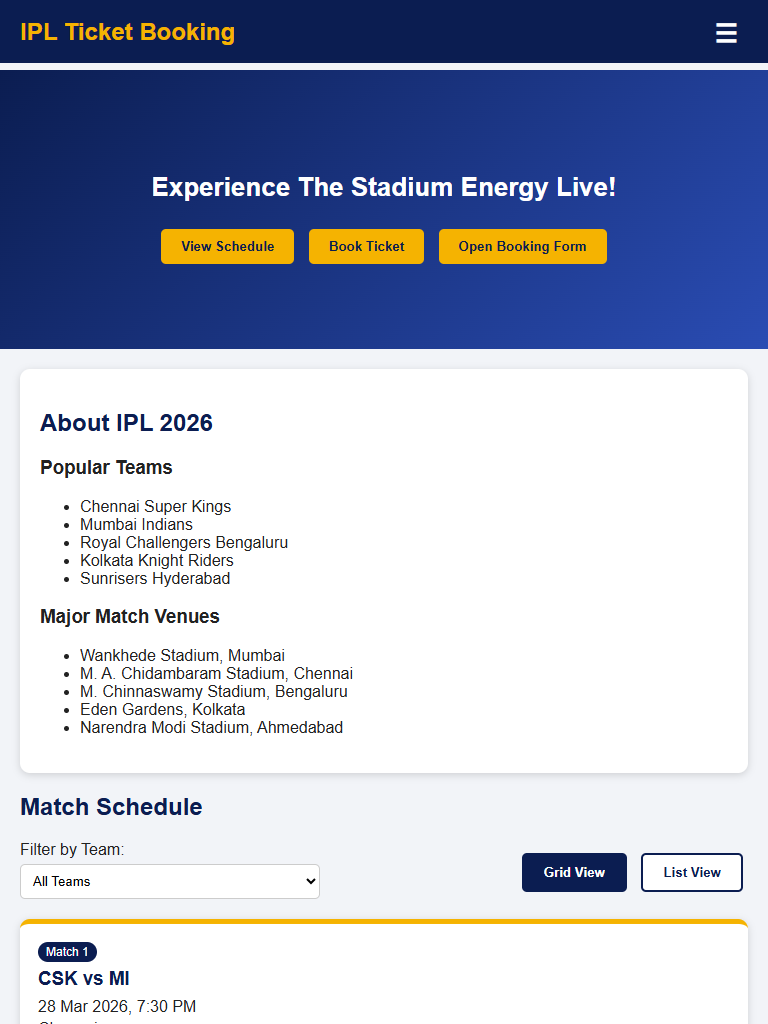 IPL Ticket Booking
Experience The Stadium Energy Live!
View Schedule Book Ticket Open Booking Form
About IPL 2026
Popular Teams
Chennai Super Kings
Mumbai Indians
Royal Challengers Bengaluru
Kolkata Knight Riders
Sunrisers Hyderabad
Major Match Venues
Wankhede Stadium, Mumbai
M. A. Chidambaram Stadium, Chennai
M. Chinnaswamy Stadium, Bengaluru
Eden Gardens, Kolkata
Narendra Modi Stadium, Ahmedabad
Match Schedule
Filter by Team:
All Teams
Grid View List View
Match 1
CSK vs MI
28 Mar 2026, 7:30 PM